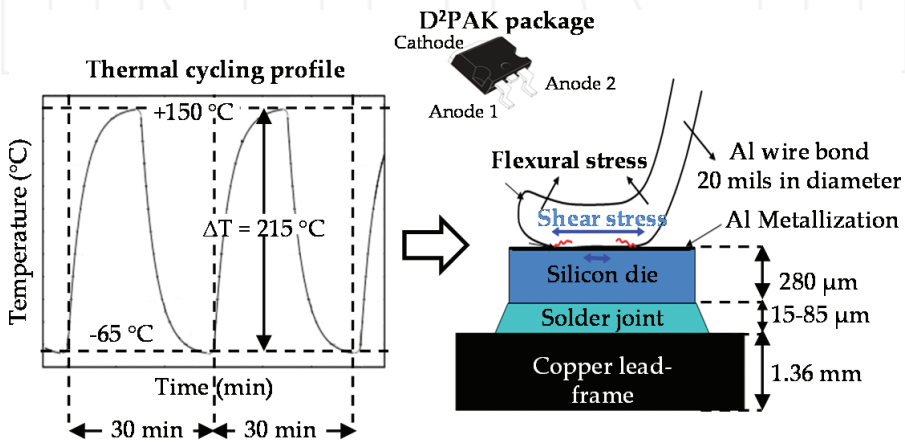 D²PAK package
Cathode
Anode 2
Anode 1
Thermal cycling profile
+150 °C
ΔT = 215 °C
-65 °C
Temperature (°C)
Time (min)
30 min
30 min
Flexural stress
Shear stress
Al wire bond
20 mils in diameter
Al Metallization
Silicon die
280 µm
Solder joint
15-85 µm
Copper lead-
frame
1.36 mm